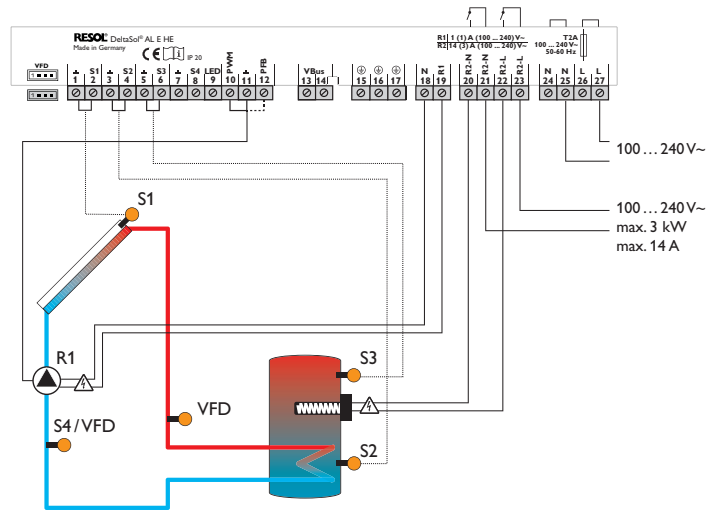 RESOL® DeltaSol® AL E HE
Made in Germany
CE i IP 20
R1 1 (1) A (100 ... 240) V~
R2 14 (3) A (100 ... 240) V~
T2A
100 ... 240 V~
50-60 Hz
VFD
S1 S2 S3 S4 LED PWM PFB
1 2 3 4 5 6 7 8 9 10 11 12
VBus
13 14
15 16 17
N R1 R2-N R2-N R2-L R2-L
18 19 20 21 22 23
N N L L
24 25 26 27
100 ... 240 V~
100 ... 240 V~
max. 3 kW
max. 14 A
S1
R1
S3
VFD
S4 / VFD
S2